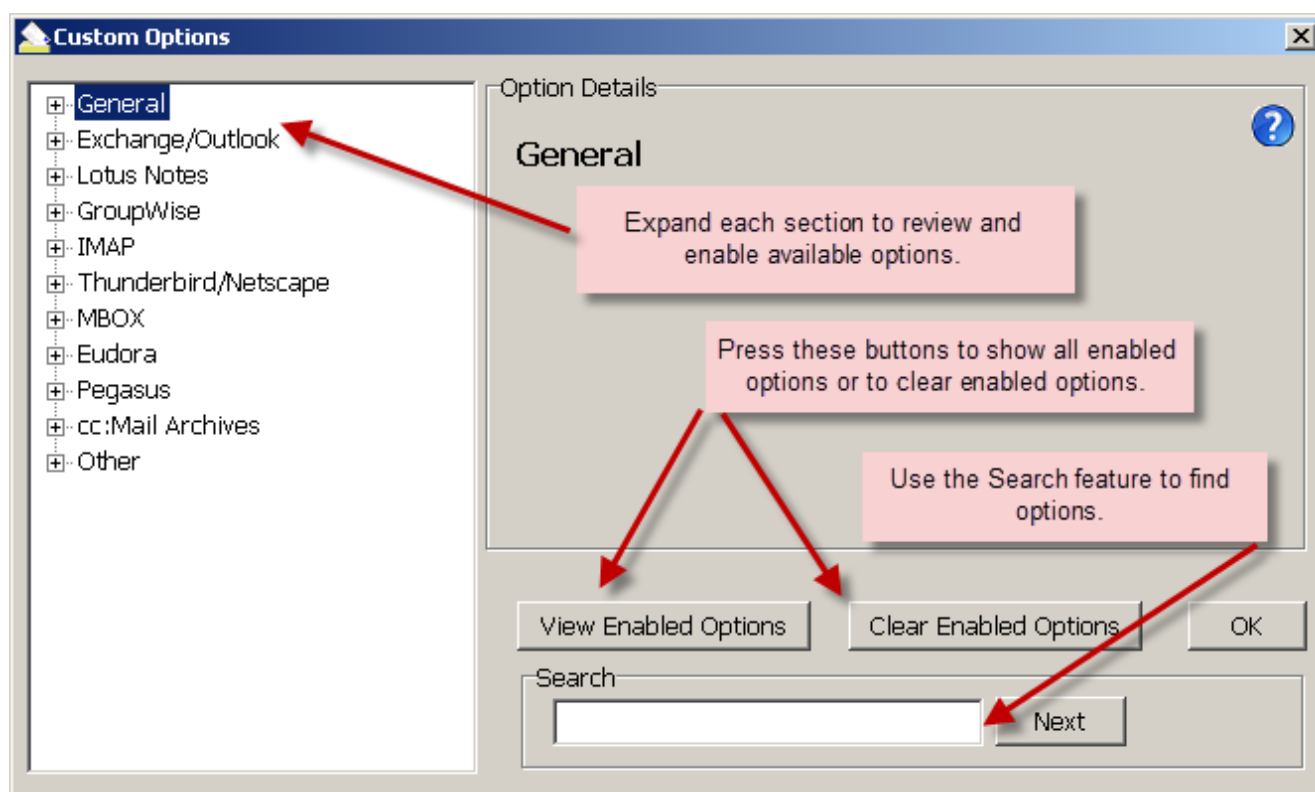 Custom Options
General
Exchange/Outlook
Lotus Notes
GroupWise
IMAP
Thunderbird/Netscape
MBOX
Eudora
Pegasus
cc:Mail Archives
Other
Option Details
General
?
Expand each section to review and
enable available options.
Press these buttons to show all enabled
options or to clear enabled options.
Use the Search feature to find
options.
View Enabled Options
Clear Enabled Options
OK
Search
Next